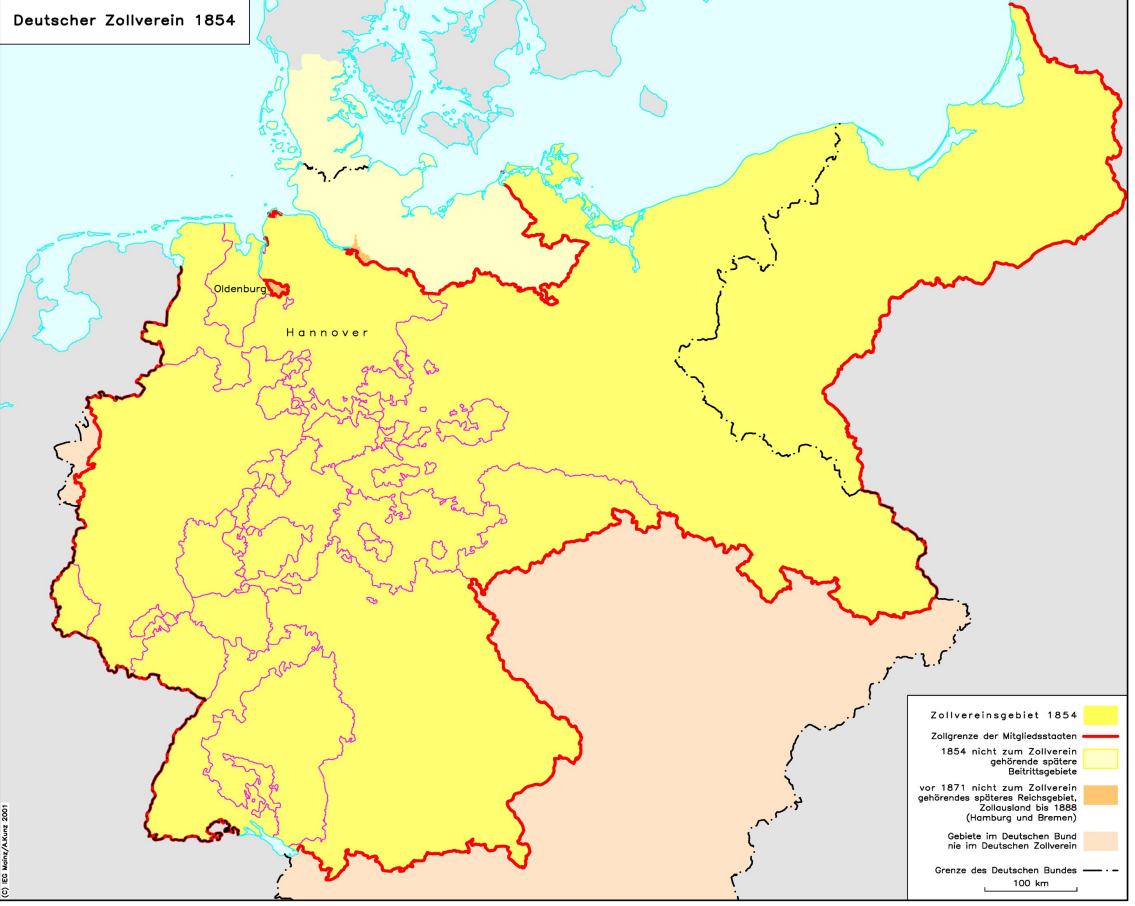 Deutscher Zollverein 1854
Oldenburg
Hannover
Zollvereinsgebiet 1854
Zollgrenze der Mitgliedsstaaten
1854 nicht zum Zollverein
gehörende spätere
Beitrittsgebiete
vor 1871 nicht zum Zollverein
gehörendes späteres Reichsgebiet,
Zollausland bis 1888
(Hamburg und Bremen)
Gebiete im Deutschen Bund
nie im Deutschen Zollverein
Grenze des Deutschen Bundes
100 km
(C) IEG Mainz/A.Kunz 2001